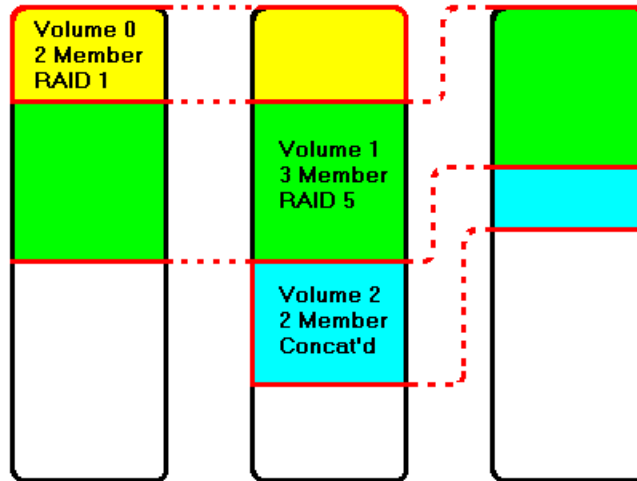 Volume 0
2 Member
RAID 1
Volume 1
3 Member
RAID 5
Volume 2
2 Member
Concat'd